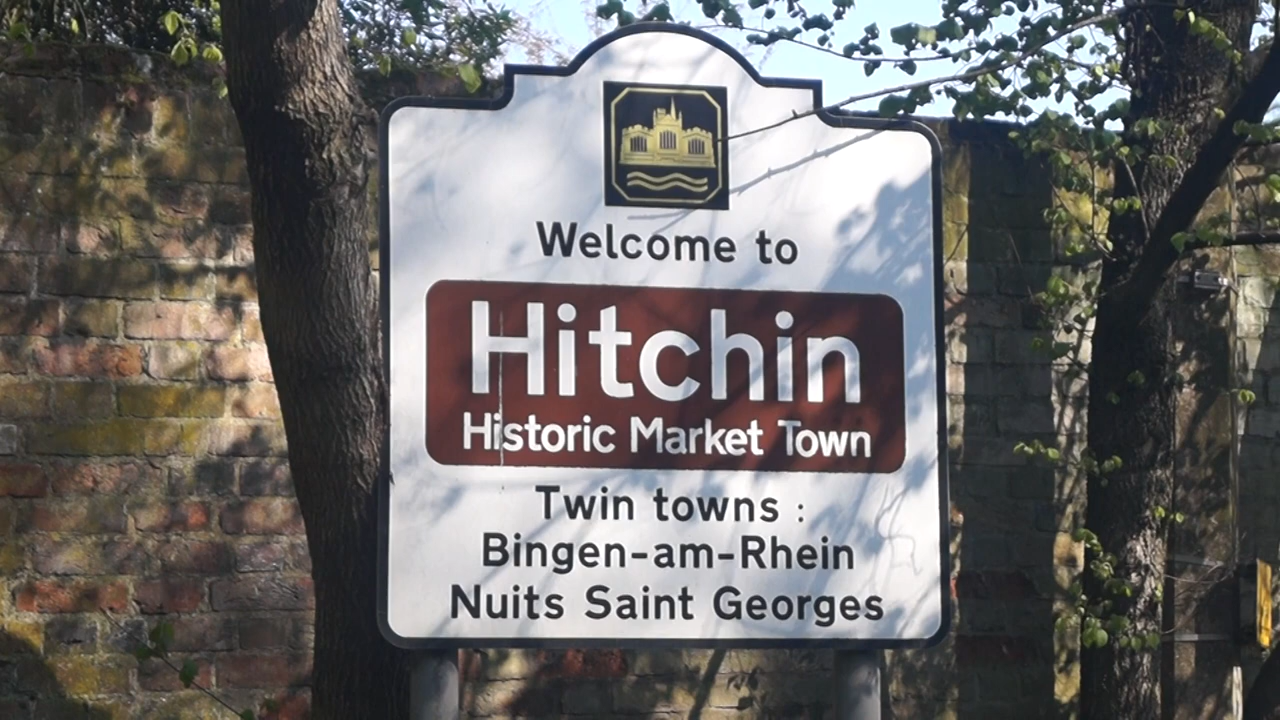 Welcome to
Hitchin
Historic Market Town
Twin towns :
Bingen-am-Rhein
Nuits Saint Georges